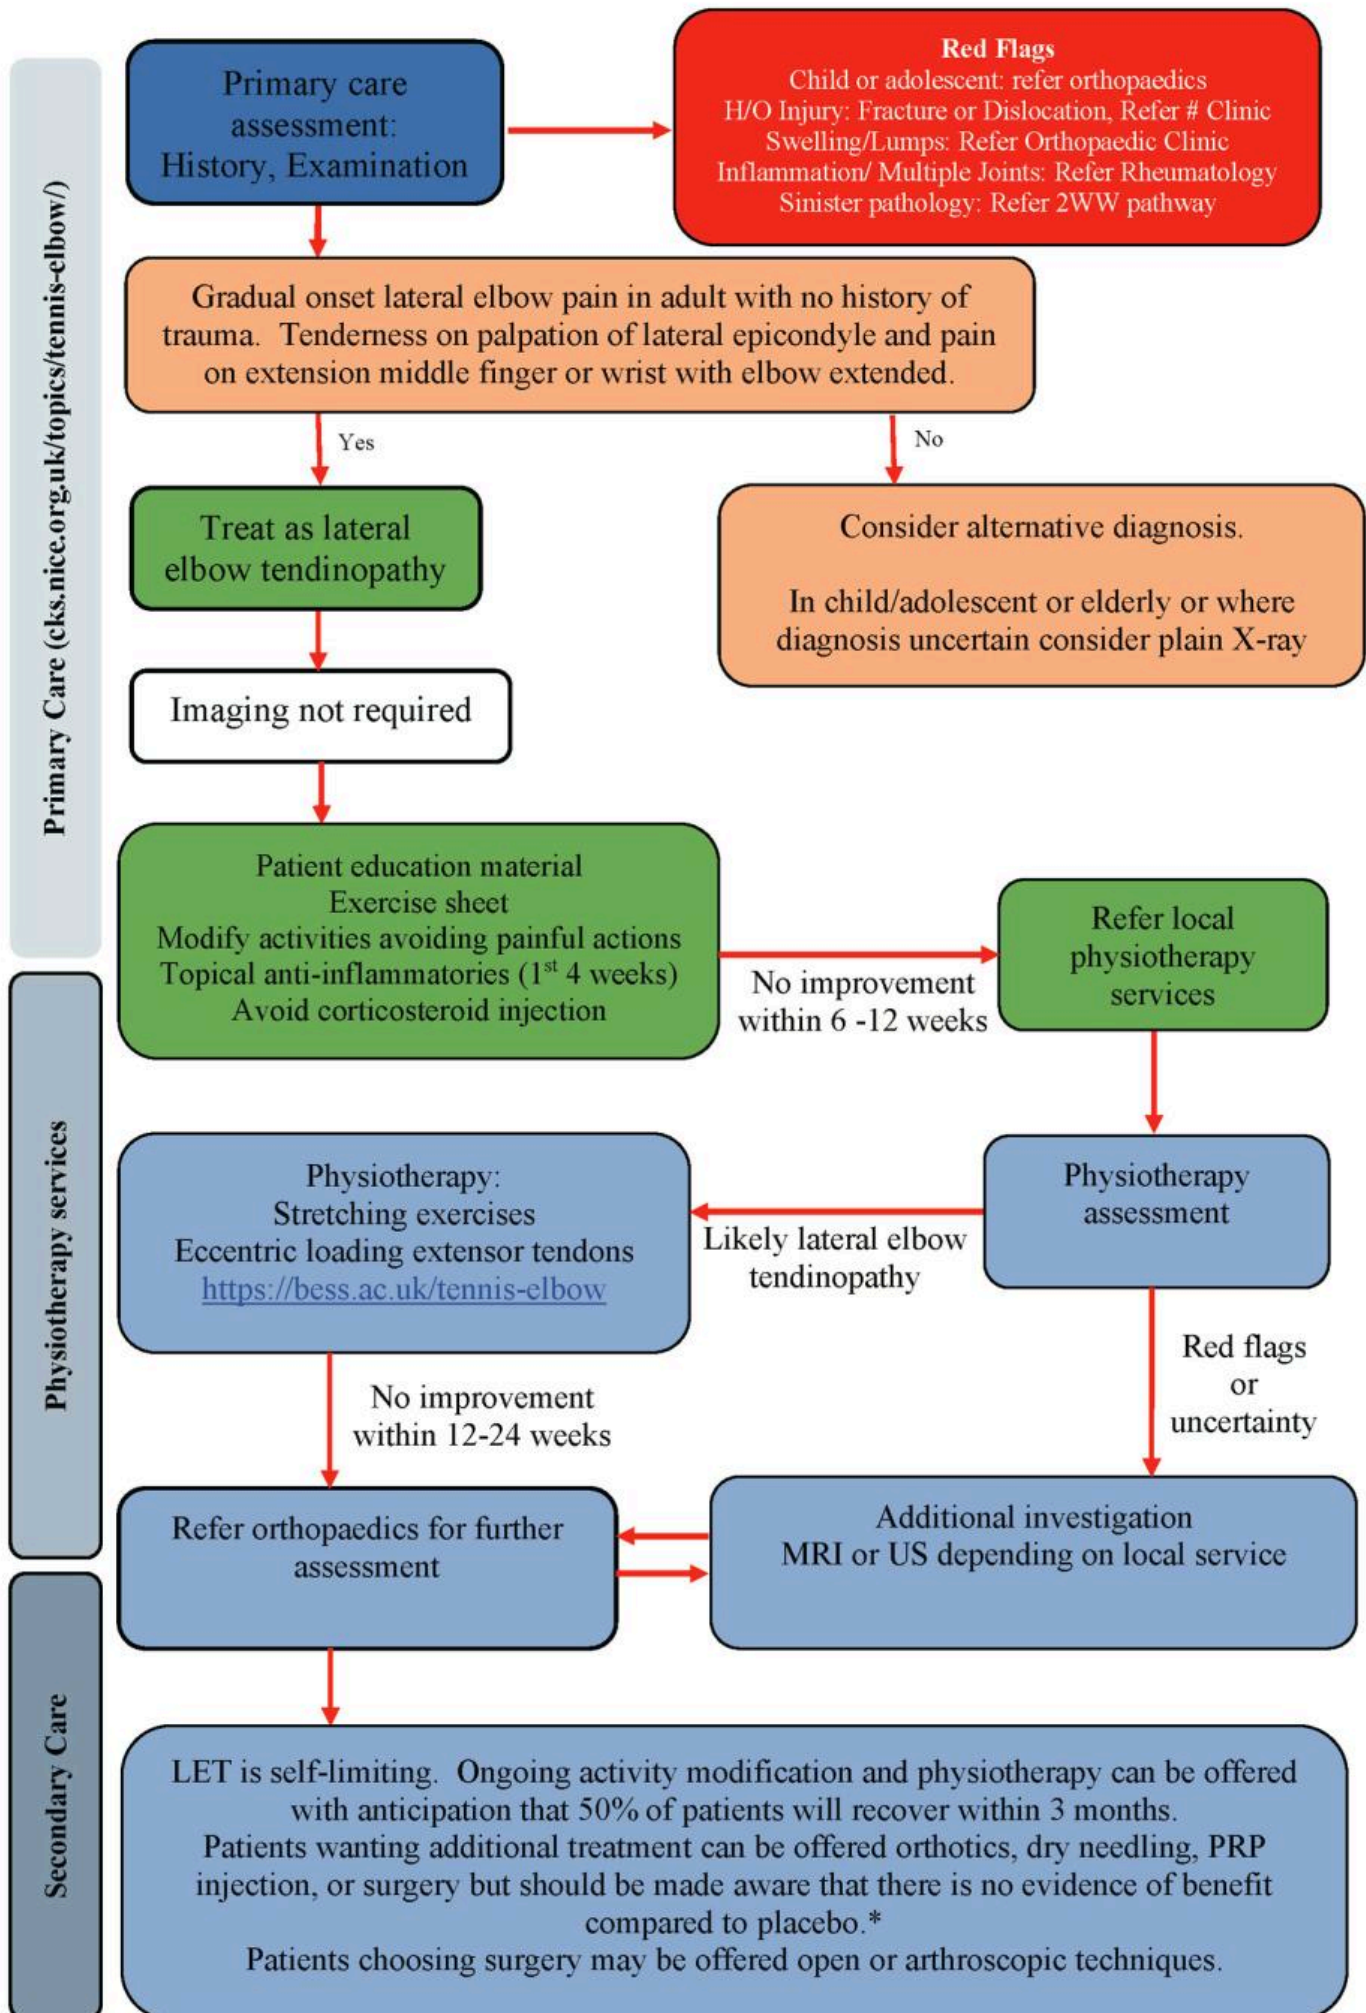 Primary care
assessment:
History, Examination
Red Flags
Child or adolescent: refer orthopaedics
H/O Injury: Fracture or Dislocation, Refer # Clinic
Swelling/Lumps: Refer Orthopaedic Clinic
Inflammation/ Multiple Joints: Refer Rheumatology
Sinister pathology: Refer 2WW pathway
Primary Care (cks.nice.org.uk/topics/tennis-elbow/)
Gradual onset lateral elbow pain in adult with no history of
trauma.  Tenderness on palpation of lateral epicondyle and pain
on extension middle finger or wrist with elbow extended.
Yes
No
Treat as lateral
elbow tendinopathy
Consider alternative diagnosis.
In child/adolescent or elderly or where
diagnosis uncertain consider plain X-ray
Imaging not required
Patient education material
Exercise sheet
Modify activities avoiding painful actions
Topical anti-inflammatories (1st 4 weeks)
Avoid corticosteroid injection
No improvement
within 6 -12 weeks
Refer local
physiotherapy
services
Physiotherapy services
Physiotherapy
assessment
Likely lateral elbow
tendinopathy
Physiotherapy:
Stretching exercises
Eccentric loading extensor tendons
https://bess.ac.uk/tennis-elbow
No improvement
within 12-24 weeks
Red flags
or
uncertainty
Refer orthopaedics for further
assessment
Additional investigation
MRI or US depending on local service
Secondary Care
LET is self-limiting.  Ongoing activity modification and physiotherapy can be offered
with anticipation that 50% of patients will recover within 3 months.
Patients wanting additional treatment can be offered orthotics, dry needling, PRP
injection, or surgery but should be made aware that there is no evidence of benefit
compared to placebo.*
Patients choosing surgery may be offered open or arthroscopic techniques.